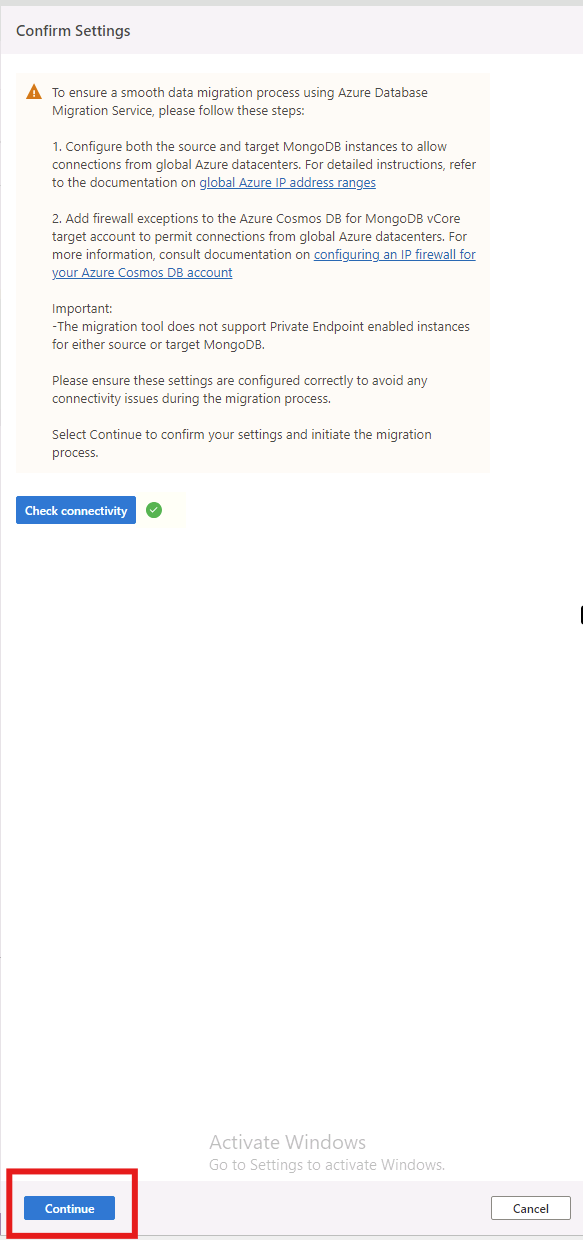 Confirm Settings
To ensure a smooth data migration process using Azure Database
Migration Service, please follow these steps:
1. Configure both the source and target MongoDB instances to allow
connections from global Azure datacenters. For detailed instructions, refer
to the documentation on global Azure IP address ranges
2. Add firewall exceptions to the Azure Cosmos DB for MongoDB vCore
target account to permit connections from global Azure datacenters. For
more information, consult documentation on configuring an IP firewall for
your Azure Cosmos DB account
Important:
-The migration tool does not support Private Endpoint enabled instances
for either source or target MongoDB.
Please ensure these settings are configured correctly to avoid any
connectivity issues during the migration process.
Select Continue to confirm your settings and initiate the migration
process.
Check connectivity
Activate Windows
Go to Settings to activate Windows.
Continue
Cancel